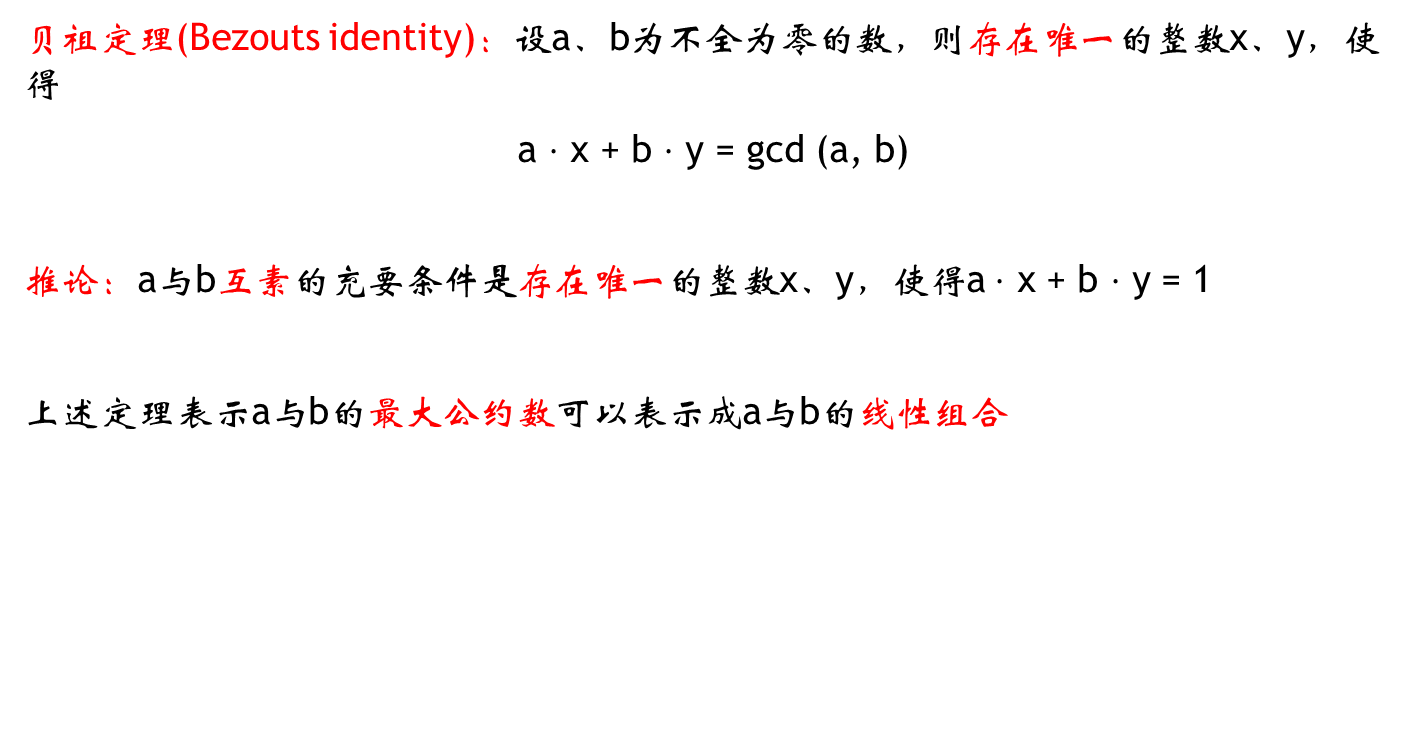 贝祖定理(Bezouts identity)：设a、b为不全为零的数，则存在唯一的整数x、y，使
得
a · x + b · y = gcd (a, b)
推论：a与b互素的充要条件是存在唯一的整数x、y，使得a · x + b · y = 1
上述定理表示a与b的最大公约数可以表示成a与b的线性组合